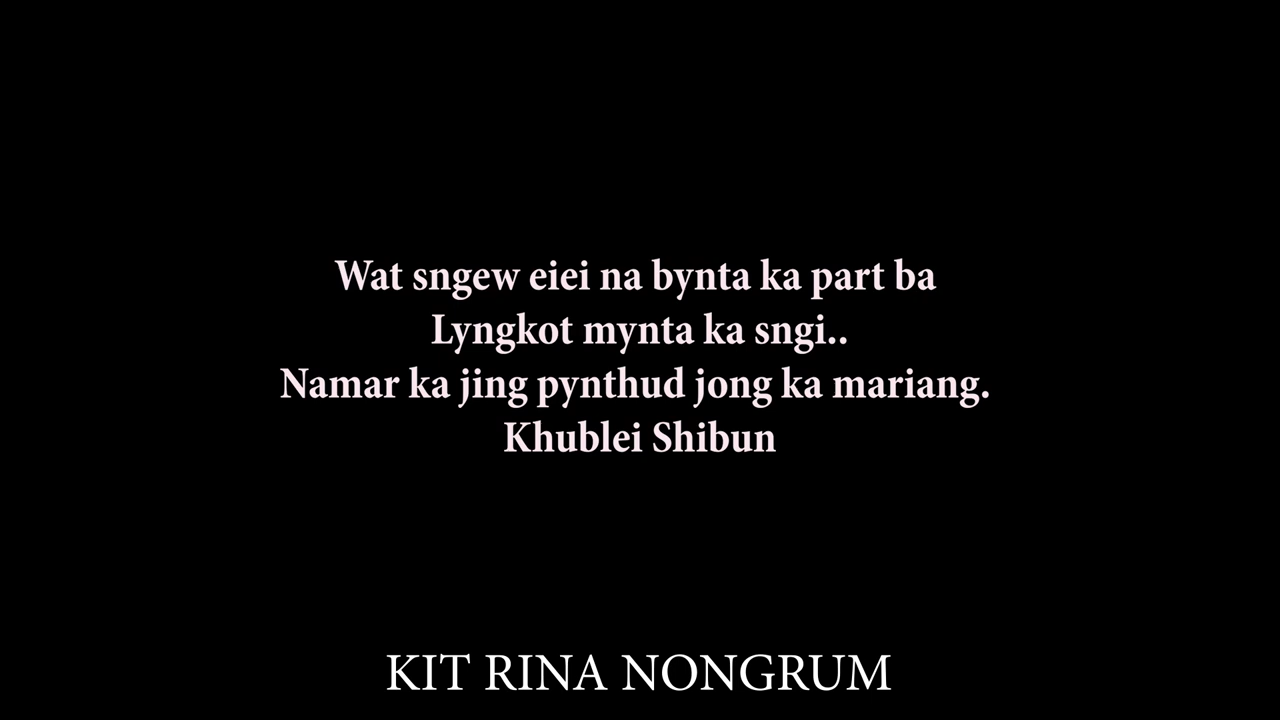 Wat sngew eiei na bynta ka part ba
Lyngkot mynta ka sngi..
Namar ka jing pynthud jong ka mariang.
Khublei Shibun
KIT RINA NONGRUM